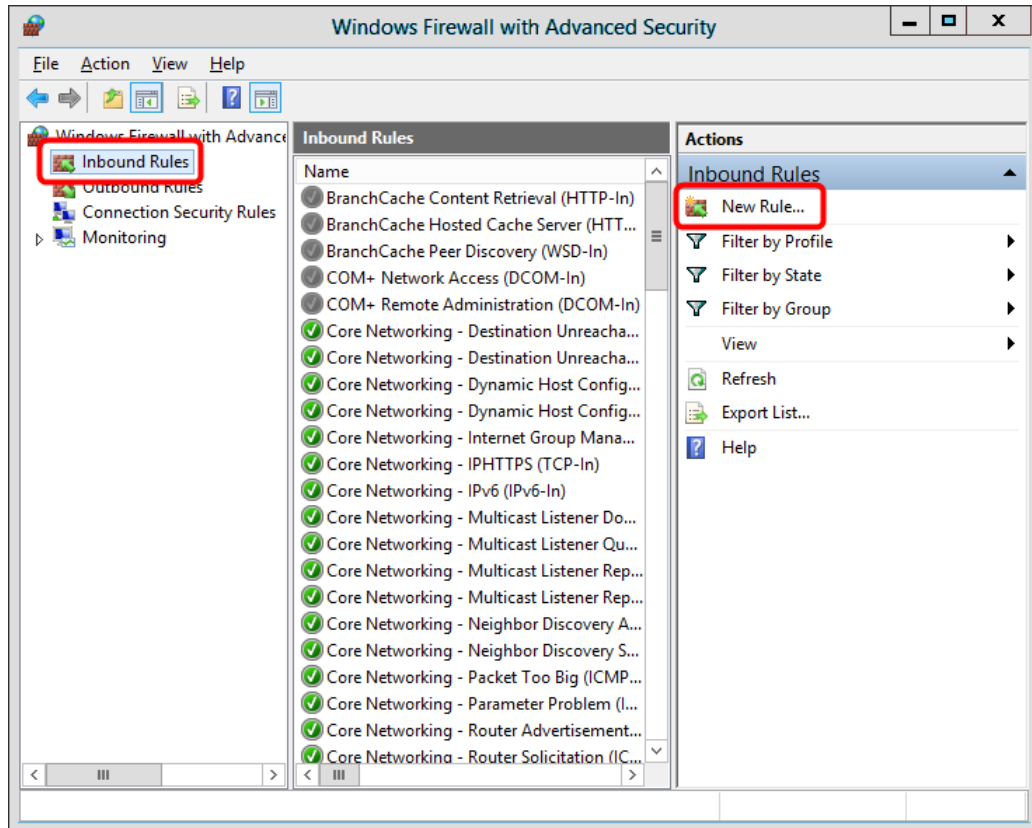 Windows Firewall with Advanced Security
File Action View Help
Windows Firewall with Advance
Inbound Rules
Outbound Rules
Connection Security Rules
Monitoring
Inbound Rules
Name
BranchCache Content Retrieval (HTTP-In)
BranchCache Hosted Cache Server (HTT...
BranchCache Peer Discovery (WSD-In)
COM+ Network Access (DCOM-In)
COM+ Remote Administration (DCOM-In)
Core Networking - Destination Unreacha...
Core Networking - Destination Unreacha...
Core Networking - Dynamic Host Config...
Core Networking - Dynamic Host Config...
Core Networking - Internet Group Mana...
Core Networking - IPHTTPS (TCP-In)
Core Networking - IPv6 (IPv6-In)
Core Networking - Multicast Listener Do...
Core Networking - Multicast Listener Qu...
Core Networking - Multicast Listener Rep...
Core Networking - Multicast Listener Rep...
Core Networking - Neighbor Discovery A...
Core Networking - Neighbor Discovery S...
Core Networking - Packet Too Big (ICMP...
Core Networking - Parameter Problem (I...
Core Networking - Router Advertisement...
Core Networking - Router Solicitation (IC...
Actions
Inbound Rules
New Rule...
Filter by Profile
Filter by State
Filter by Group
View
Refresh
Export List...
Help